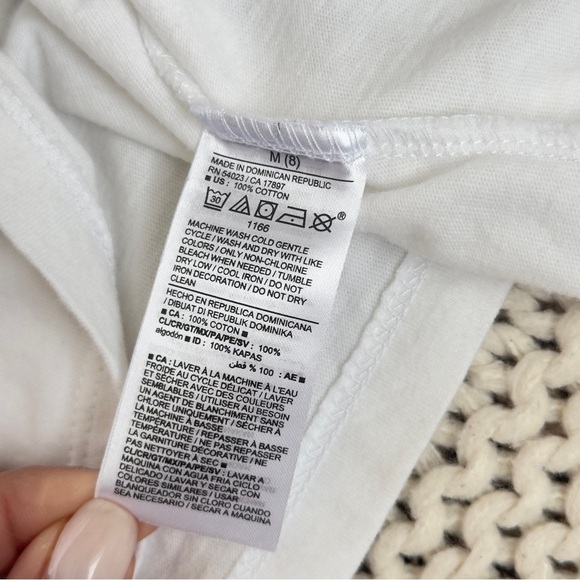 M (8)
MADE IN DOMINICAN REPUBLIC
RN 54023 / CA 17897
■ US : 100% COTTON
30 ®
1166
MACHINE WASH COLD GENTLE
CYCLE / WASH AND DRY WITH LIKE
COLORS / ONLY NON-CHLORINE
BLEACH WHEN NEEDED / TUMBLE
DRY LOW / COOL IRON / DO NOT
IRON DECORATION / DO NOT DRY
CLEAN
HECHO EN REPUBLICA DOMINICANA
/ DIBUAT DI REPUBLIK DOMINIKA
■ CA : 100% COTON ■
CL/CR/GT/MX/PA/PE/SV : 100%
algodón ■ ID : 100% KAPAS
■ AE : 100 % قطن
■ CA : LAVER À LA MACHINE À L'EAU
FROIDE AU CYCLE DÉLICAT / LAVER
ET SÉCHER AVEC DES COULEURS
SEMBLABLES / UTILISER AU BESOIN
UN AGENT DE BLANCHIMENT SANS
CHLORE UNIQUEMENT / SÉCHER À
LA MACHINE À BASSE
TEMPÉRATURE / REPASSER À BASSE
TEMPÉRATURE / NE PAS REPASSER
LA GARNITURE DÉCORATIVE / NE
PAS NETTOYER À SEC ■
CL/CR/GT/MX/PA/PE/SV : LAVAR A
MAQUINA CON AGUA FRIA CICLO
DELICADO / LAVAR Y SECAR CON
COLORES SIMILARES / USAR
BLANQUEADOR SIN CLORO CUANDO
SEA NECESARIO / SECAR A MAQUINA